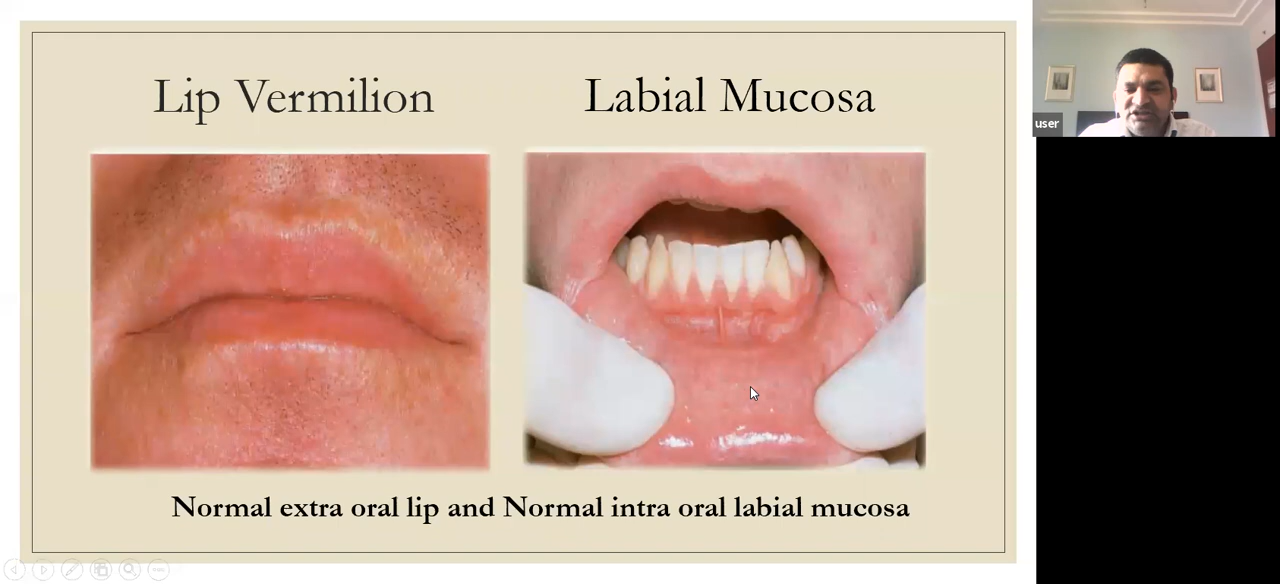 Lip Vermilion
Labial Mucosa
user
Normal extra oral lip and Normal intra oral labial mucosa